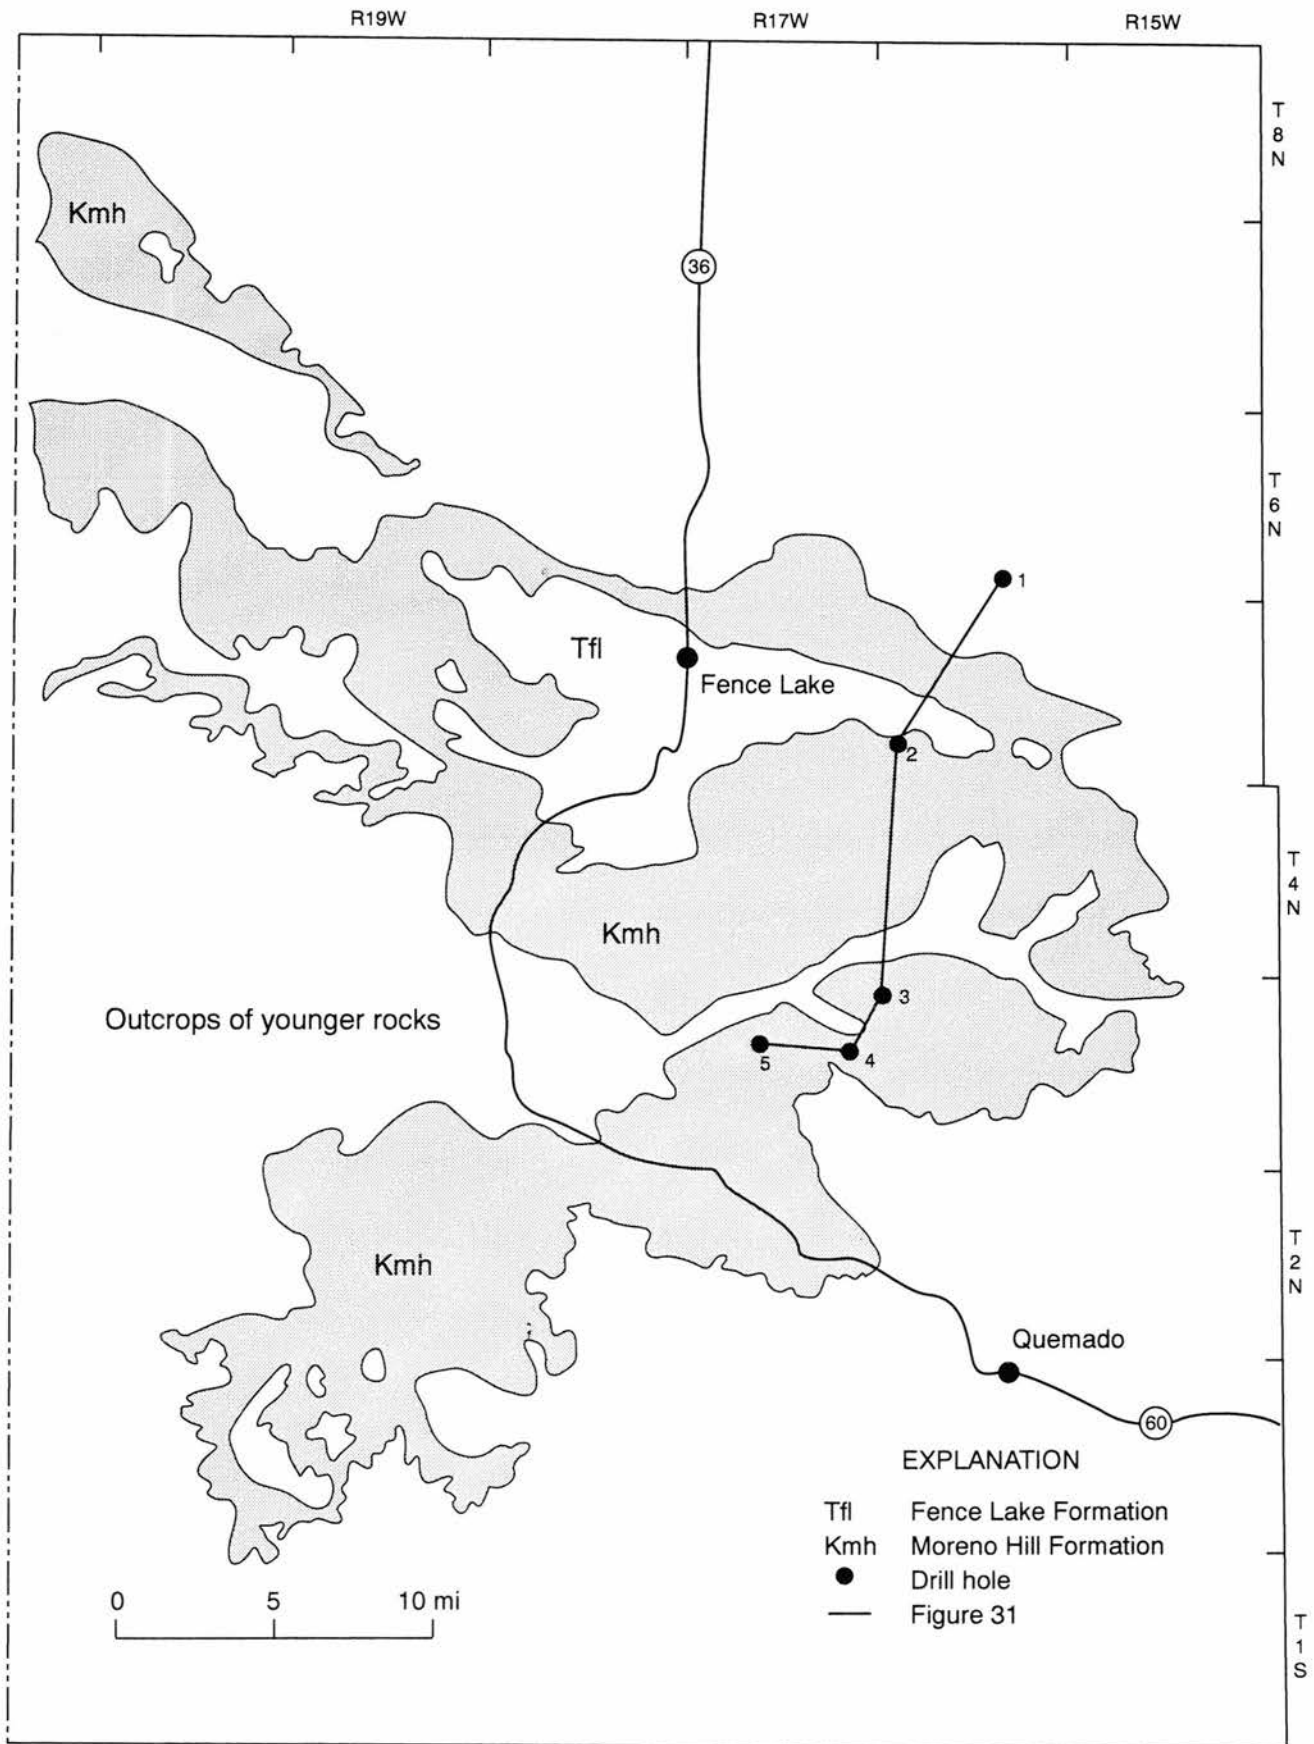 R19W R17W R15W
T
8
N
Kmh
36
T
6
N
1
Tfl
Fence Lake
2
T
4
N
Kmh
3
Outcrops of younger rocks
5 4
T
2
N
Kmh
Quemado
60
EXPLANATION
Tfl Fence Lake Formation
Kmh Moreno Hill Formation
Drill hole
Figure 31
0 5 10 mi
T
1
S